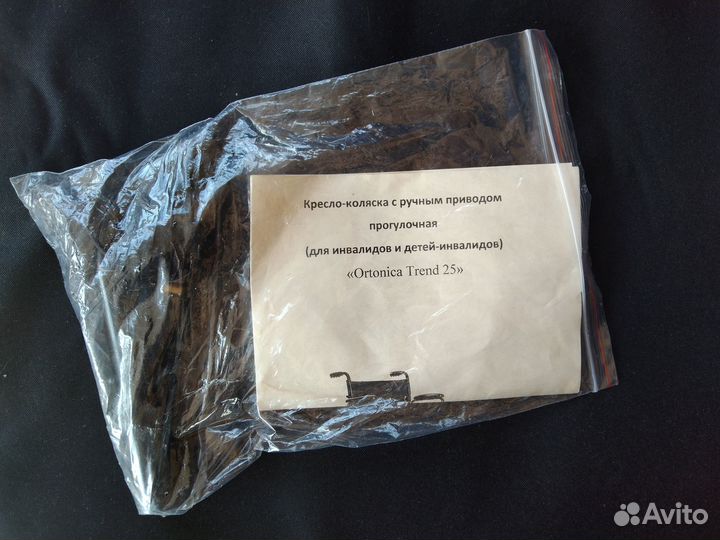 Кресло-коляска с ручным приводом
прогулочная
(для инвалидов и детей-инвалидов)
«Ortonica Trend 25»
Avito